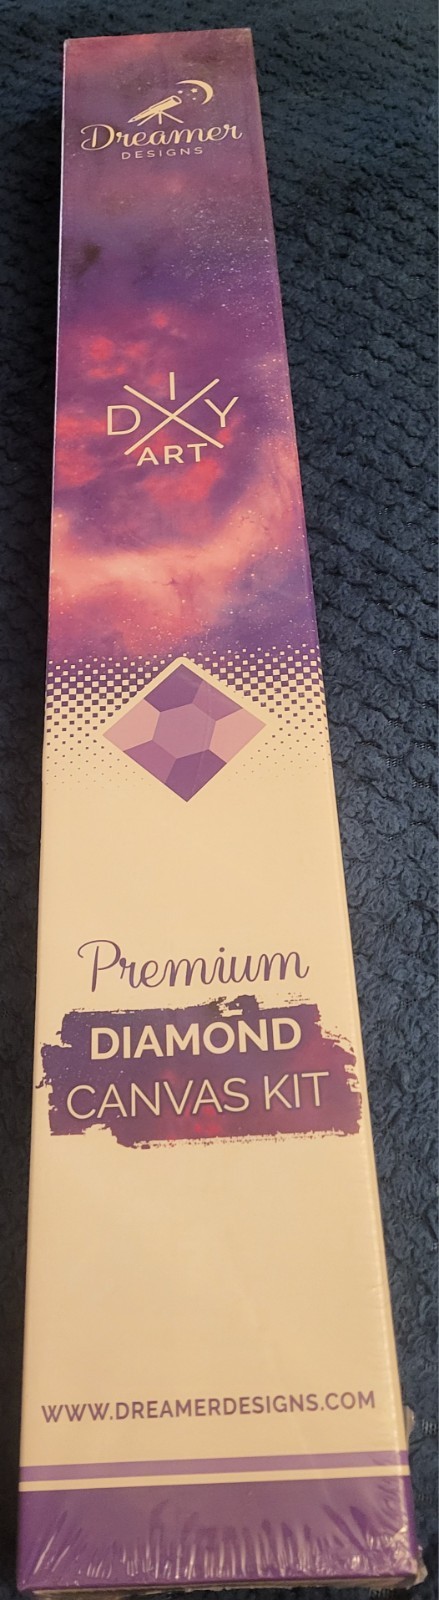 Dreamer
DESIGNS
DIY
ART
Premium
DIAMOND
CANVAS KIT
WWW.DREAMERDESIGNS.COM